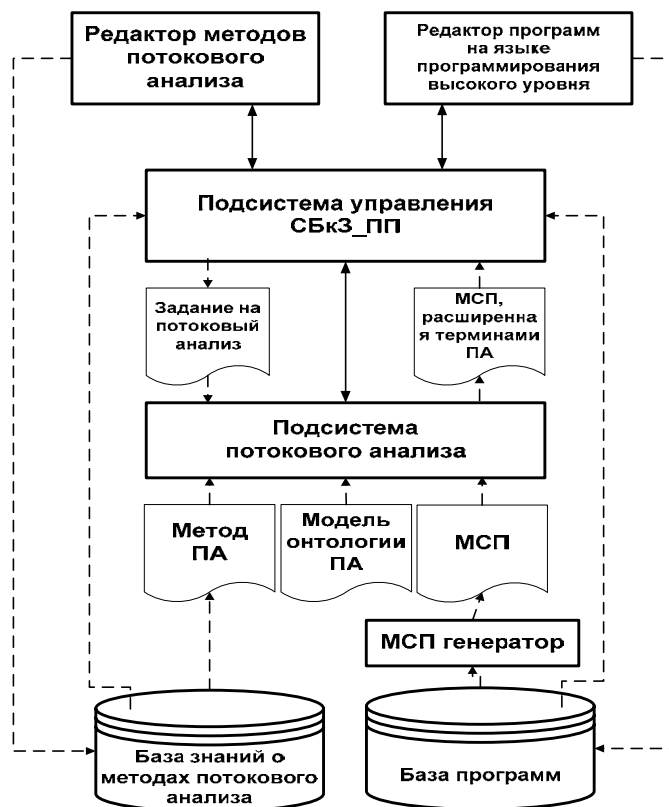 Редактор методов
потокового
анализа
Редактор программ
на языке
программирования
высокого уровня
Подсистема управления
СБкЗ_ПП
Задание на
потоковый
анализ
МСП,
расширенна
я терминами
ПА
Подсистема
потокового анализа
Метод
ПА
Модель
онтологии
ПА
МСП
МСП генератор
База знаний о
методах потокового
анализа
База программ